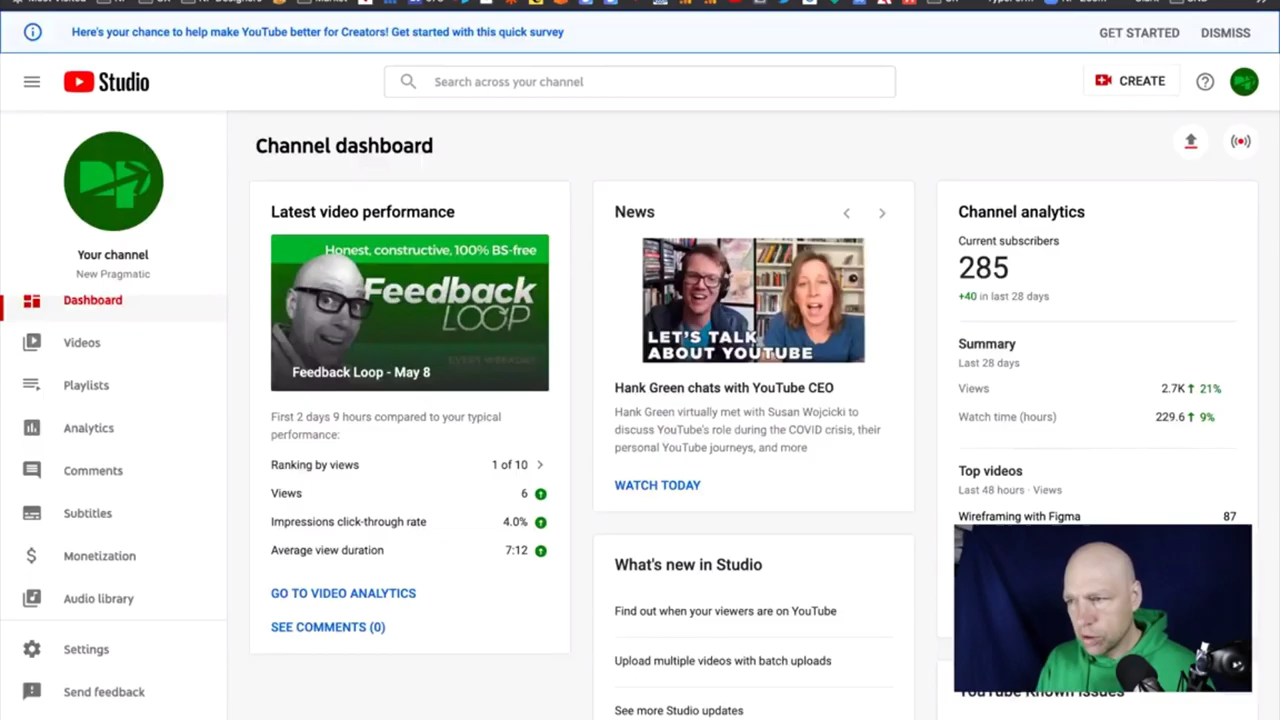 Here's your chance to help make YouTube better for Creators! Get started with this quick survey
GET STARTED
DISMISS
Studio
Search across your channel
CREATE
Channel dashboard
Your channel
New Pragmatic
Dashboard
Videos
Playlists
Analytics
Comments
Subtitles
Monetization
Audio library
Settings
Send feedback
Latest video performance
Honest, constructive, 100% BS-free
Feedback
LOOP
Feedback Loop - May 8
First 2 days 9 hours compared to your typical
performance:
Ranking by views 1 of 10
Views 6
Impressions click-through rate 4.0%
Average view duration 7:12
GO TO VIDEO ANALYTICS
SEE COMMENTS (0)
News
LET'S TALK
ABOUT YOUTUBE
Hank Green chats with YouTube CEO
Hank Green virtually met with Susan Wojcicki to
discuss YouTube's role during the COVID crisis, their
personal YouTube journeys, and more
WATCH TODAY
What's new in Studio
Find out when your viewers are on YouTube
Upload multiple videos with batch uploads
See more Studio updates
Channel analytics
Current subscribers
285
+40 in last 28 days
Summary
Last 28 days
Views 2.7K 21%
Watch time (hours) 229.6 9%
Top videos
Last 48 hours · Views
Wireframing with Figma 87
YouTube Known Issues